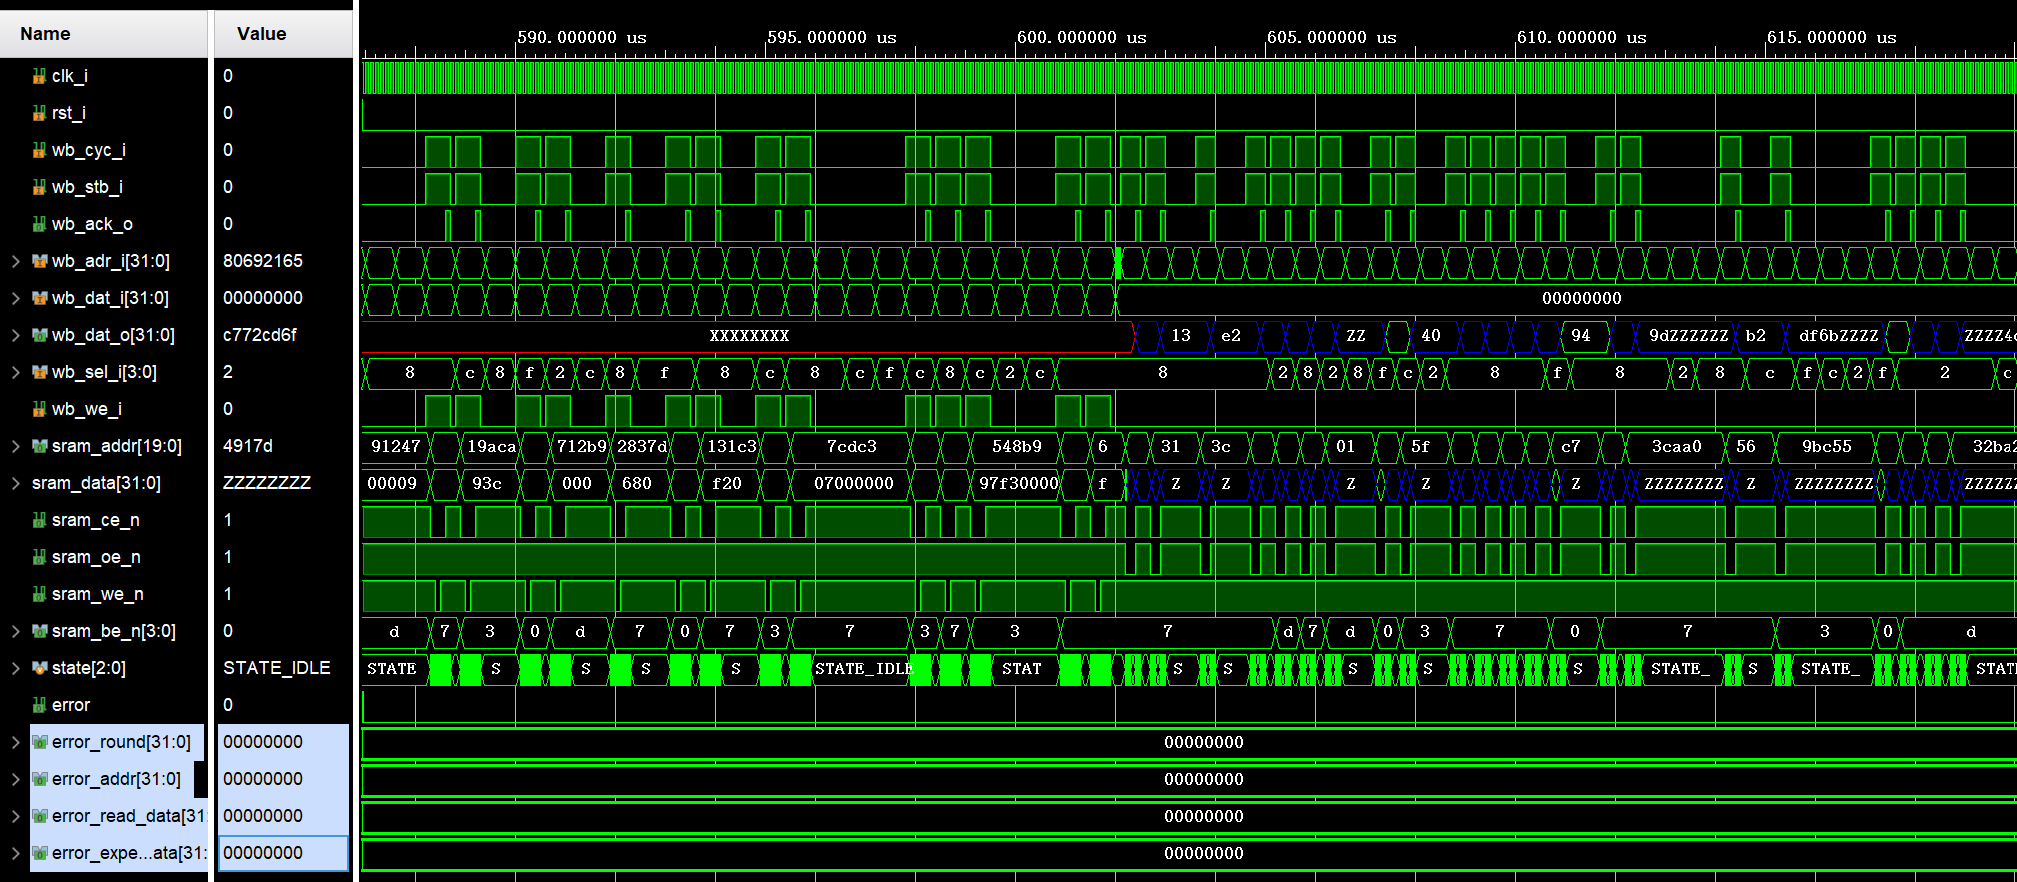 Name Value
590.000000 us 595.000000 us 600.000000 us 605.000000 us 610.000000 us 615.000000 us
clk_i 0
rst_i 0
wb_cyc_i 0
wb_stb_i 0
wb_ack_o 0
wb_adr_i[31:0] 80692165
wb_dat_i[31:0] 00000000 00000000
wb_dat_o[31:0] c772cd6f XXXXXXXX 13 e2 ZZ 40 94 9dZZZZZZ b2 df6bZZZZ ZZZZ4c
wb_sel_i[3:0] 2 8 c 8 f 2 c 8 f 8 c 8 c f c 8 c 2 c 8 2 8 2 8 f c 2 8 f 8 2 8 c f c 2 f 2 c
wb_we_i 0
sram_addr[19:0] 4917d 91247 19aca 712b9 2837d 131c3 7cdc3 548b9 6 31 3c 01 5f c7 3caa0 56 9bc55 32ba2
sram_data[31:0] ZZZZZZZZ 00009 93c 000 680 f20 07000000 97f30000 f Z Z Z Z Z ZZZZZZZZ Z ZZZZZZZZ ZZZZZZ
sram_ce_n 1
sram_oe_n 1
sram_we_n 1
sram_be_n[3:0] 0 d 7 3 0 d 7 0 7 3 7 3 7 3 7 d 7 d 0 3 7 0 7 3 0 d
state[2:0] STATE_IDLE STATE S S S S STATE_IDLE STAT S S S S S STATE_ S STATE_ STAT
error 0
error_round[31:0] 00000000 00000000
error_addr[31:0] 00000000 00000000
error_read_data[31: 00000000 00000000
error_expe...ata[31: 00000000 00000000